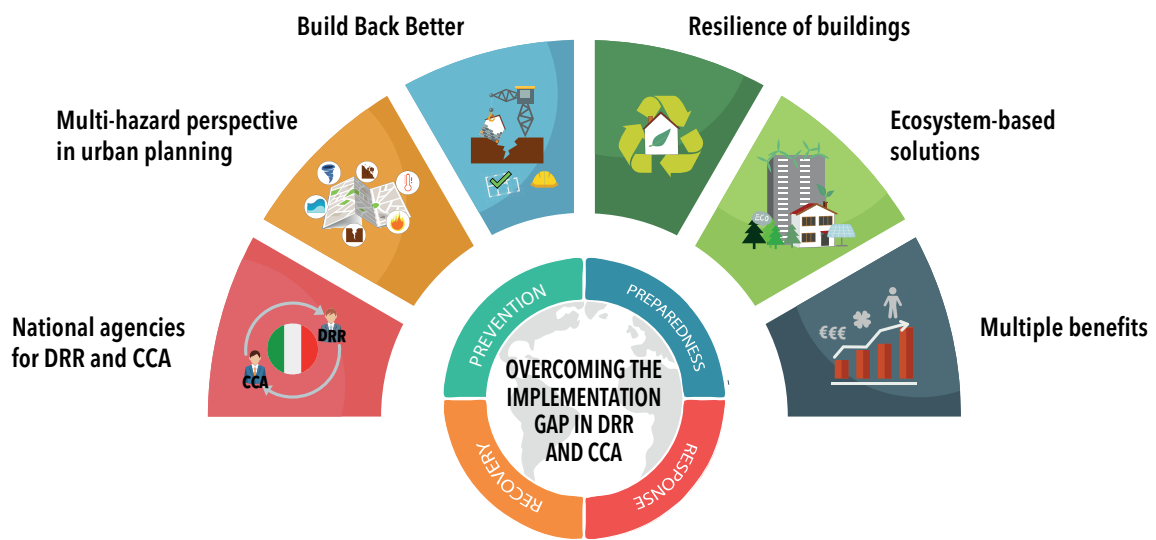 Build Back Better
Resilience of buildings
Multi-hazard perspective
in urban planning
Ecosystem-based
solutions
ECO
National agencies
for DRR and CCA
DRR
CCA
€€€
Multiple benefits
PREVENTION
PREPAREDNESS
OVERCOMING THE
IMPLEMENTATION
GAP IN DRR
AND CCA
RECOVERY
RESPONSE